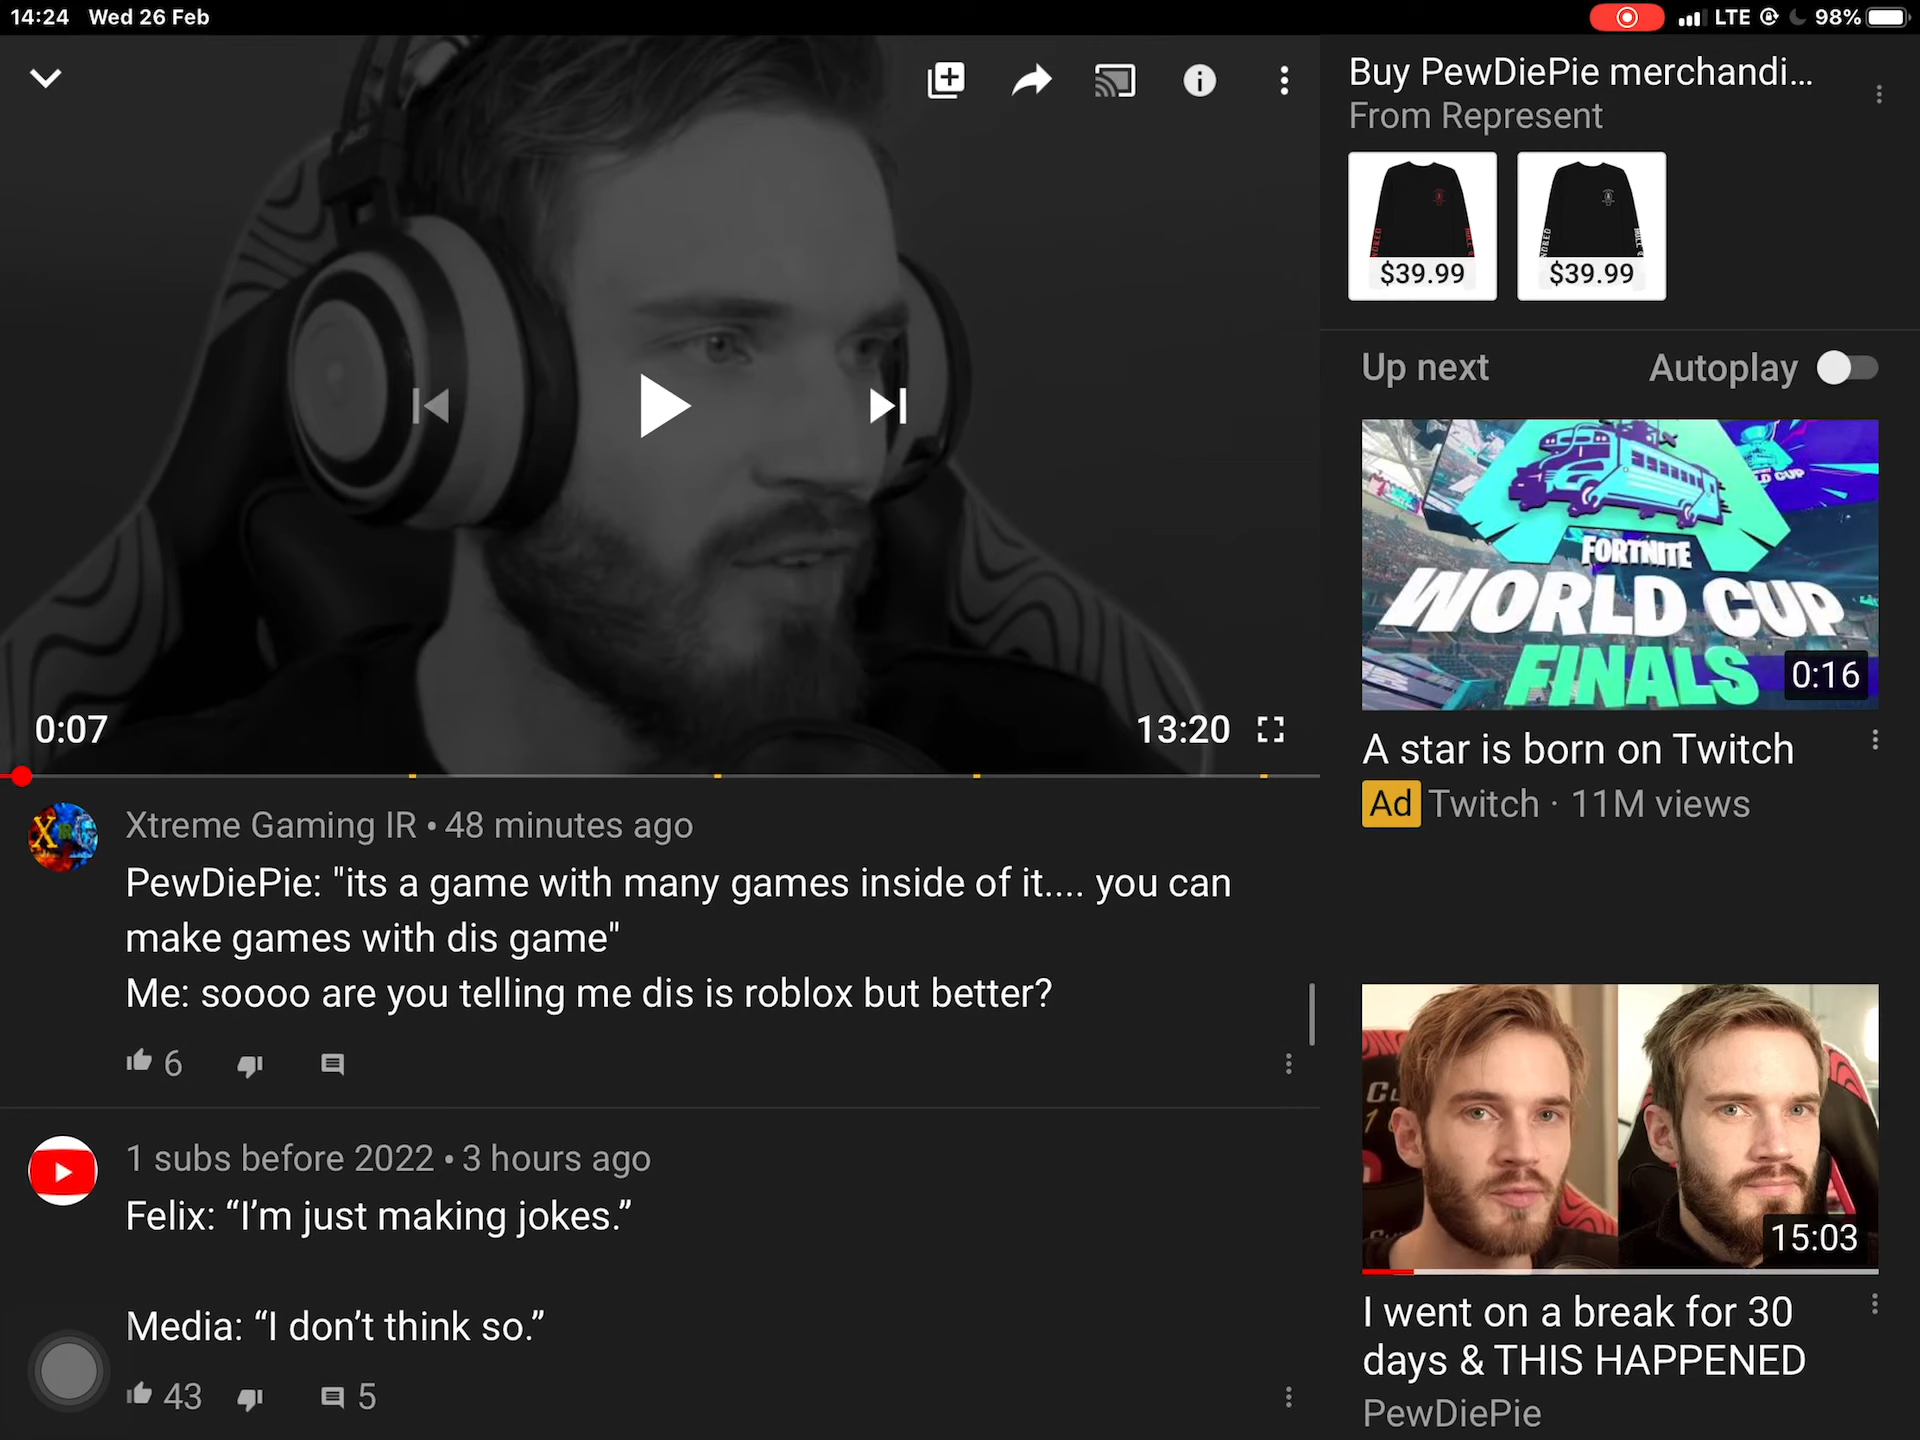 14:24 Wed 26 Feb
LTE 98%
Buy PewDiePie merchandi...
From Represent
$39.99
$39.99
Up next
Autoplay
FORTNITE
WORLD CUP
FINALS
0:16
A star is born on Twitch
Ad Twitch · 11M views
0:07
13:20
Xtreme Gaming IR • 48 minutes ago
PewDiePie: "its a game with many games inside of it.... you can
make games with dis game"
Me: soooo are you telling me dis is roblox but better?
6
1 subs before 2022 • 3 hours ago
Felix: “I’m just making jokes.”
Media: “I don’t think so.”
43
5
15:03
I went on a break for 30
days & THIS HAPPENED
PewDiePie